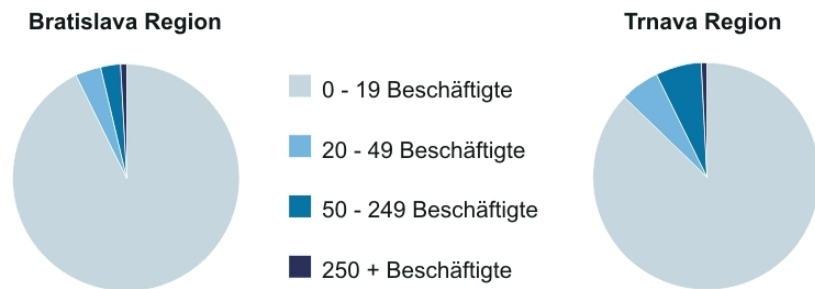 Bratislava Region
Trnava Region
0 - 19 Beschäftigte
20 - 49 Beschäftigte
50 - 249 Beschäftigte
250 + Beschäftigte